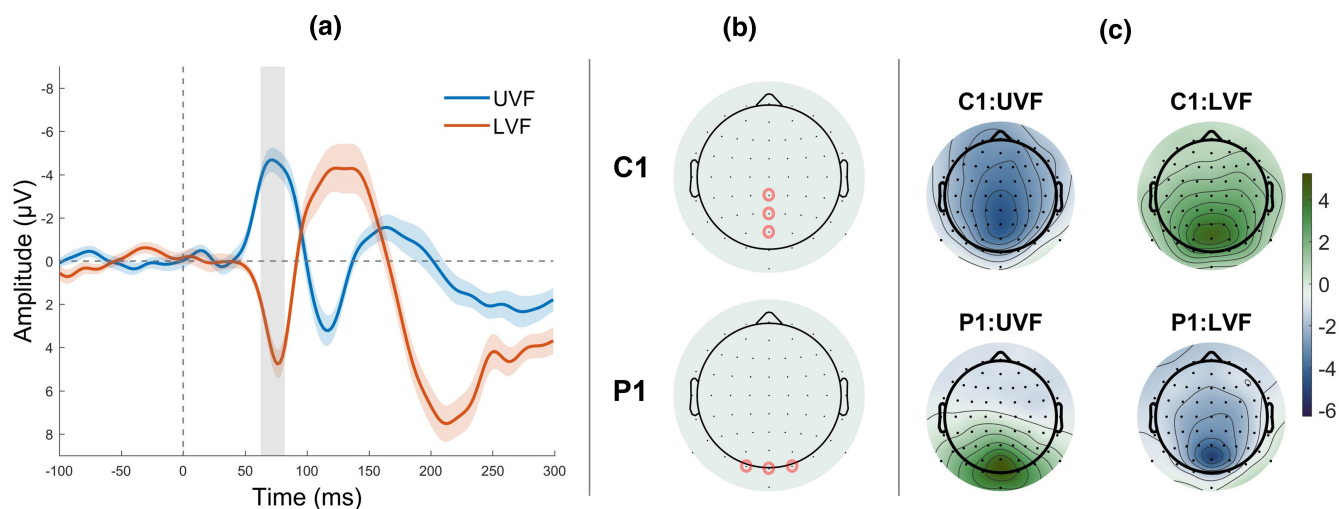 (a)
Amplitude (µV)
-8
-6
-4
-2
0
2
4
6
8
-100
-50
0
50
100
150
200
250
300
Time (ms)
UVF
LVF
(b)
C1
P1
(c)
C1:UVF
C1:LVF
P1:UVF
P1:LVF
4
2
0
-2
-4
-6